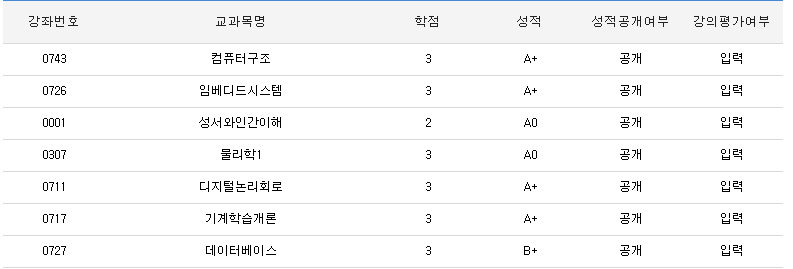 강좌번호 교과목명 학점 성적 성적공개여부 강의평가여부
0743 컴퓨터구조 3 A+ 공개 입력
0726 임베디드시스템 3 A+ 공개 입력
0001 성서와인간이해 2 A0 공개 입력
0307 물리학1 3 A0 공개 입력
0711 디지털논리회로 3 A+ 공개 입력
0717 기계학습개론 3 A+ 공개 입력
0727 데이터베이스 3 B+ 공개 입력